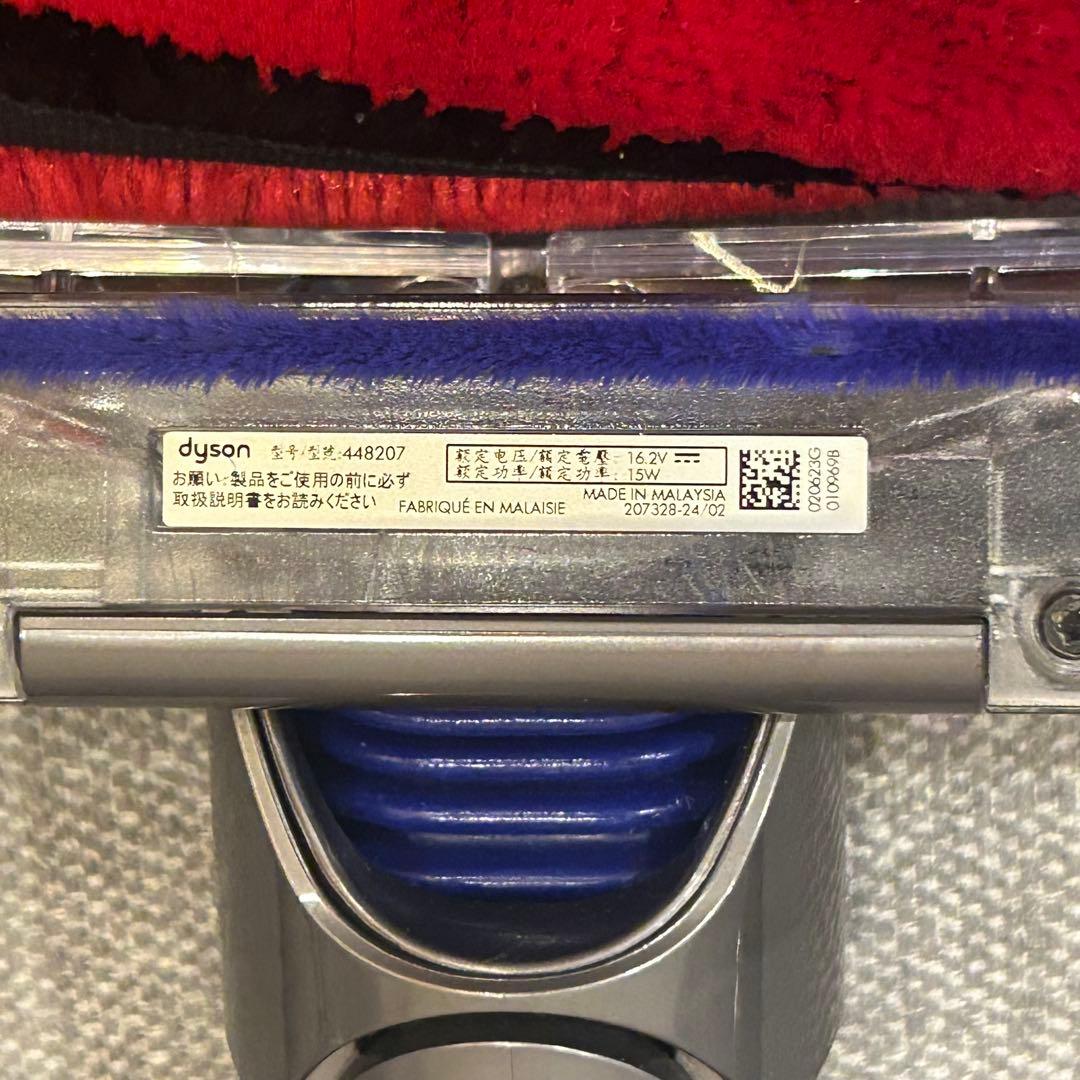 dyson 型号/型號:448207
お願い:製品をご使用の前に必ず
取扱説明書をお読みください
FABRIQUÉ EN MALAISIE
额定电压/額定電壓: 16.2V ⎓
额定功率/額定功率: 15W
MADE IN MALAYSIA
207328-24/02
020623G
010969B